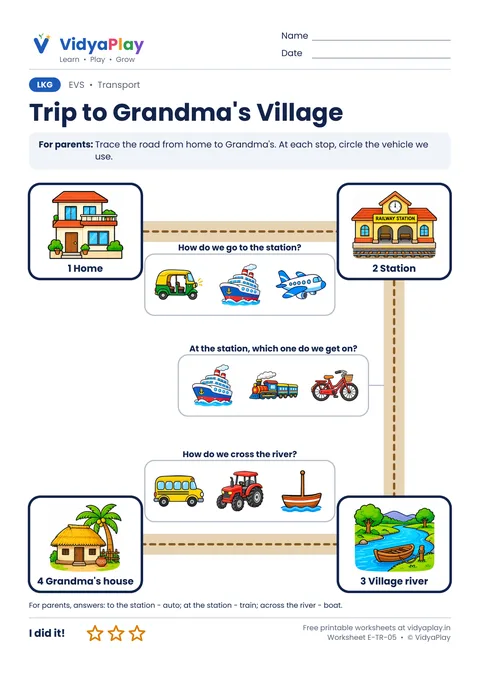 VidyaPlay
Learn • Play • Grow
Name
Date
LKG EVS • Transport
Trip to Grandma's Village
For parents: Trace the road from home to Grandma's. At each stop, circle the vehicle we
use.
1 Home
RAILWAY STATION
2 Station
How do we go to the station?
At the station, which one do we get on?
How do we cross the river?
4 Grandma's house
3 Village river
For parents, answers: to the station - auto; at the station - train; across the river - boat.
I did it!
Free printable worksheets at vidyaplay.in
Worksheet E-TR-05 • © VidyaPlay